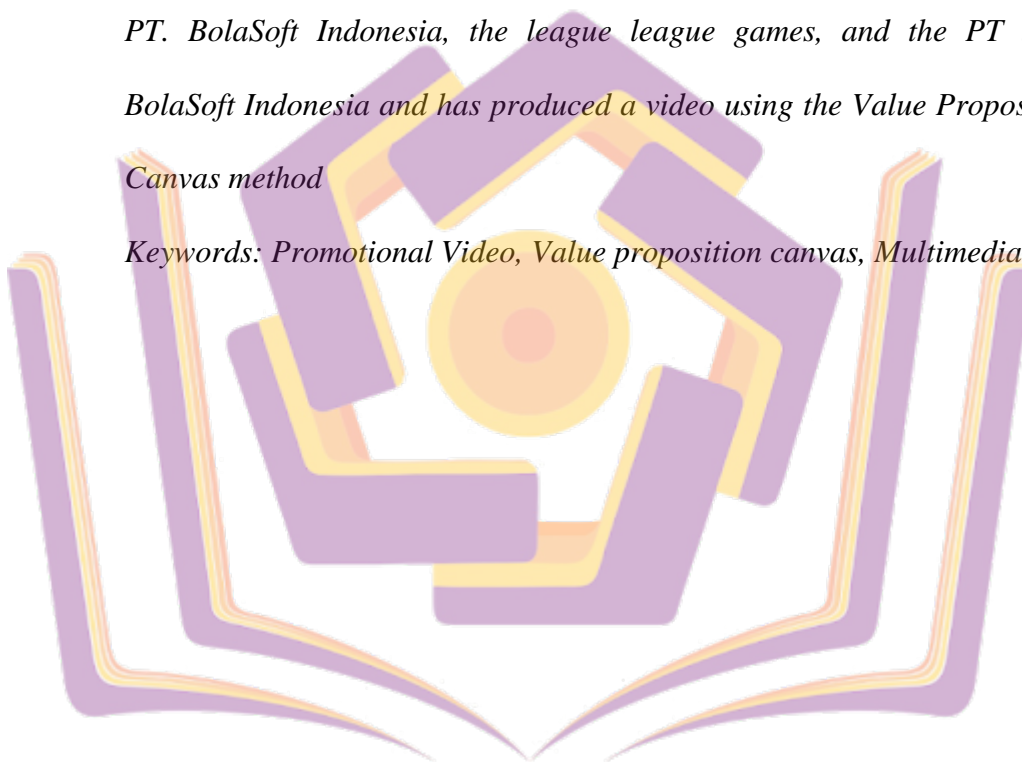 PT. BolaSoft Indonesia, the league league games, and the PT
BolaSoft Indonesia and has produced a video using the Value Propos
Canvas method
Keywords: Promotional Video, Value proposition canvas, Multimedia